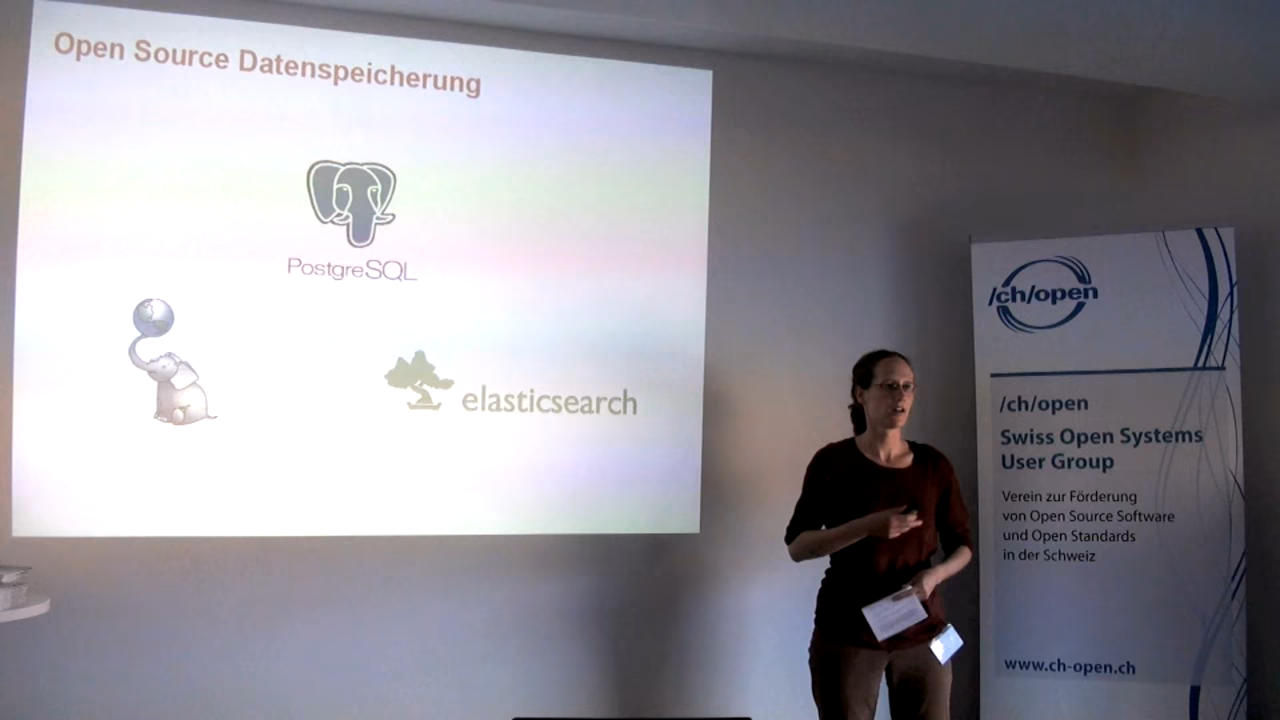 Open Source Datenspeicherung
PostgreSQL
elasticsearch
/ch/open
/ch/open
Swiss Open Systems
User Group
Verein zur Förderung
von Open Source Software
und Open Standards
in der Schweiz
www.ch-open.ch